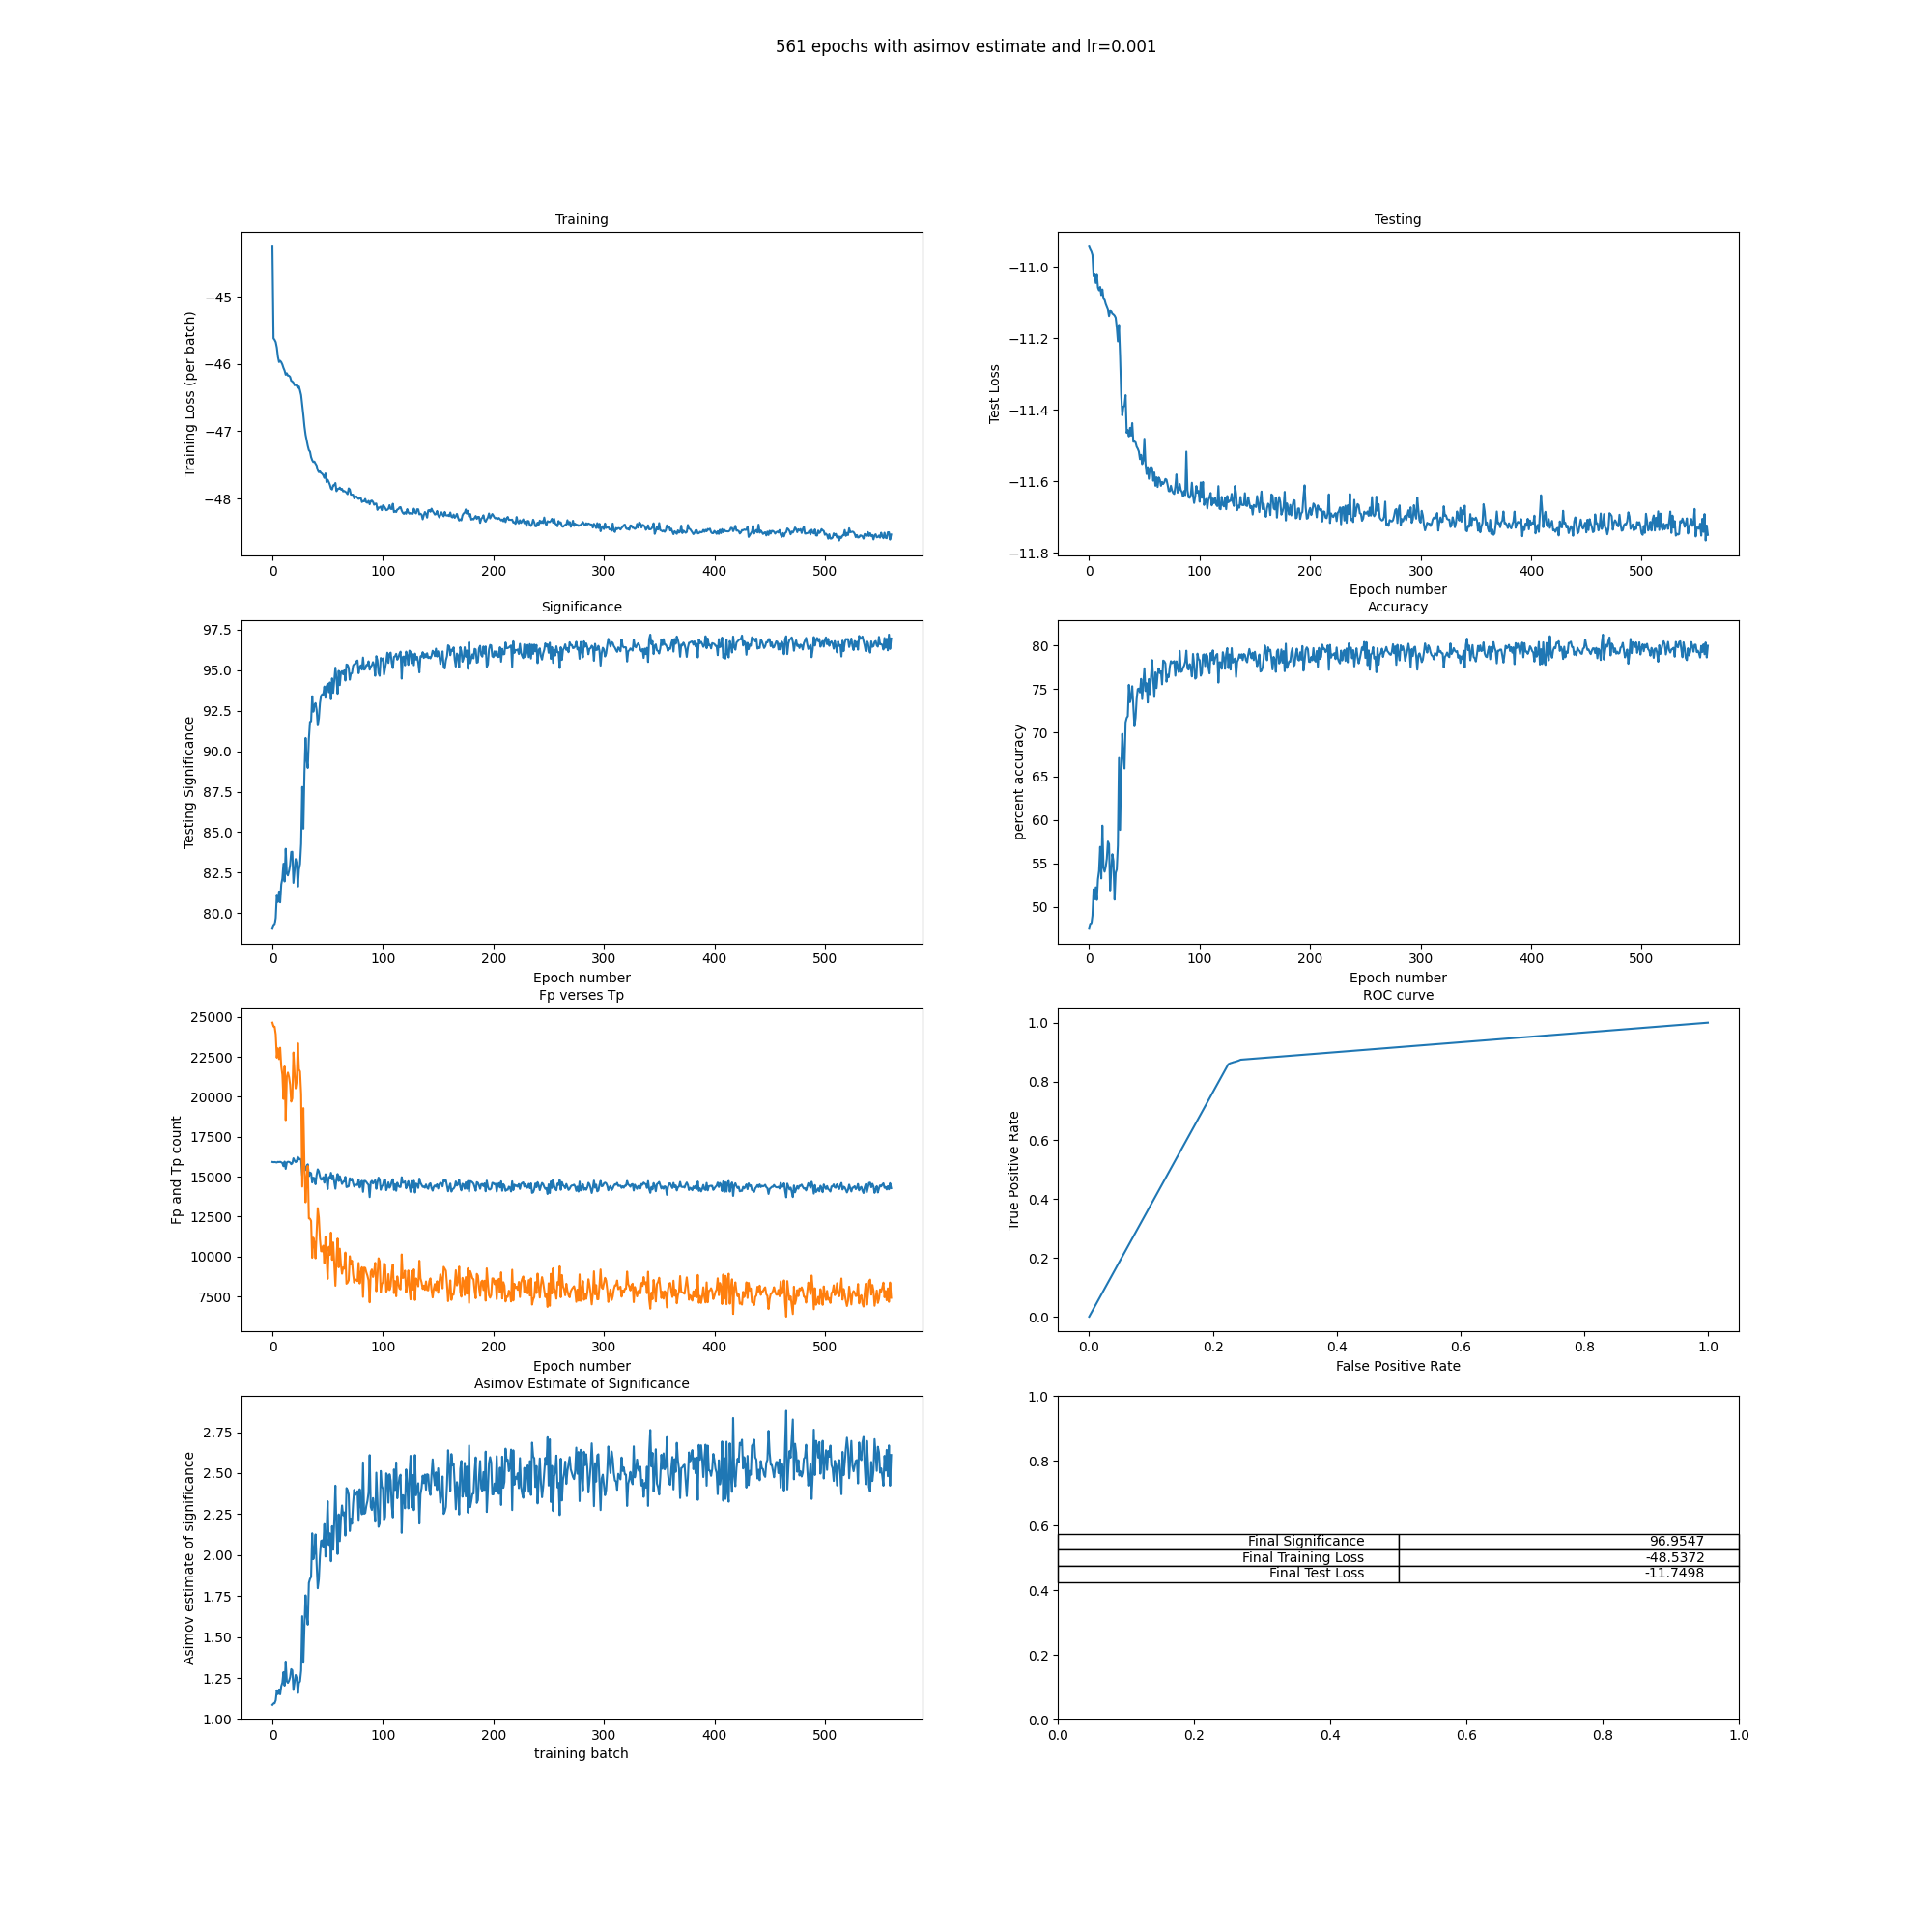 561 epochs with asimov estimate and lr=0.001
Training
Training Loss (per batch)
−45
−46
−47
−48
0 100 200 300 400 500
Testing
Test Loss
−11.0
−11.2
−11.4
−11.6
−11.8
0 100 200 300 400 500
Epoch number
Significance
Testing Significance
97.5
95.0
92.5
90.0
87.5
85.0
82.5
80.0
0 100 200 300 400 500
Epoch number
Accuracy
percent accuracy
80
75
70
65
60
55
50
0 100 200 300 400 500
Epoch number
Fp verses Tp
Fp and Tp count
25000
22500
20000
17500
15000
12500
10000
7500
0 100 200 300 400 500
Epoch number
ROC curve
True Positive Rate
1.0
0.8
0.6
0.4
0.2
0.0
0.0 0.2 0.4 0.6 0.8 1.0
False Positive Rate
Asimov Estimate of Significance
Asimov estimate of significance
2.75
2.50
2.25
2.00
1.75
1.50
1.25
1.00
0 100 200 300 400 500
training batch
1.0
0.8
0.6
Final Significance 96.9547
Final Training Loss -48.5372
Final Test Loss -11.7498
0.4
0.2
0.0
0.0 0.2 0.4 0.6 0.8 1.0